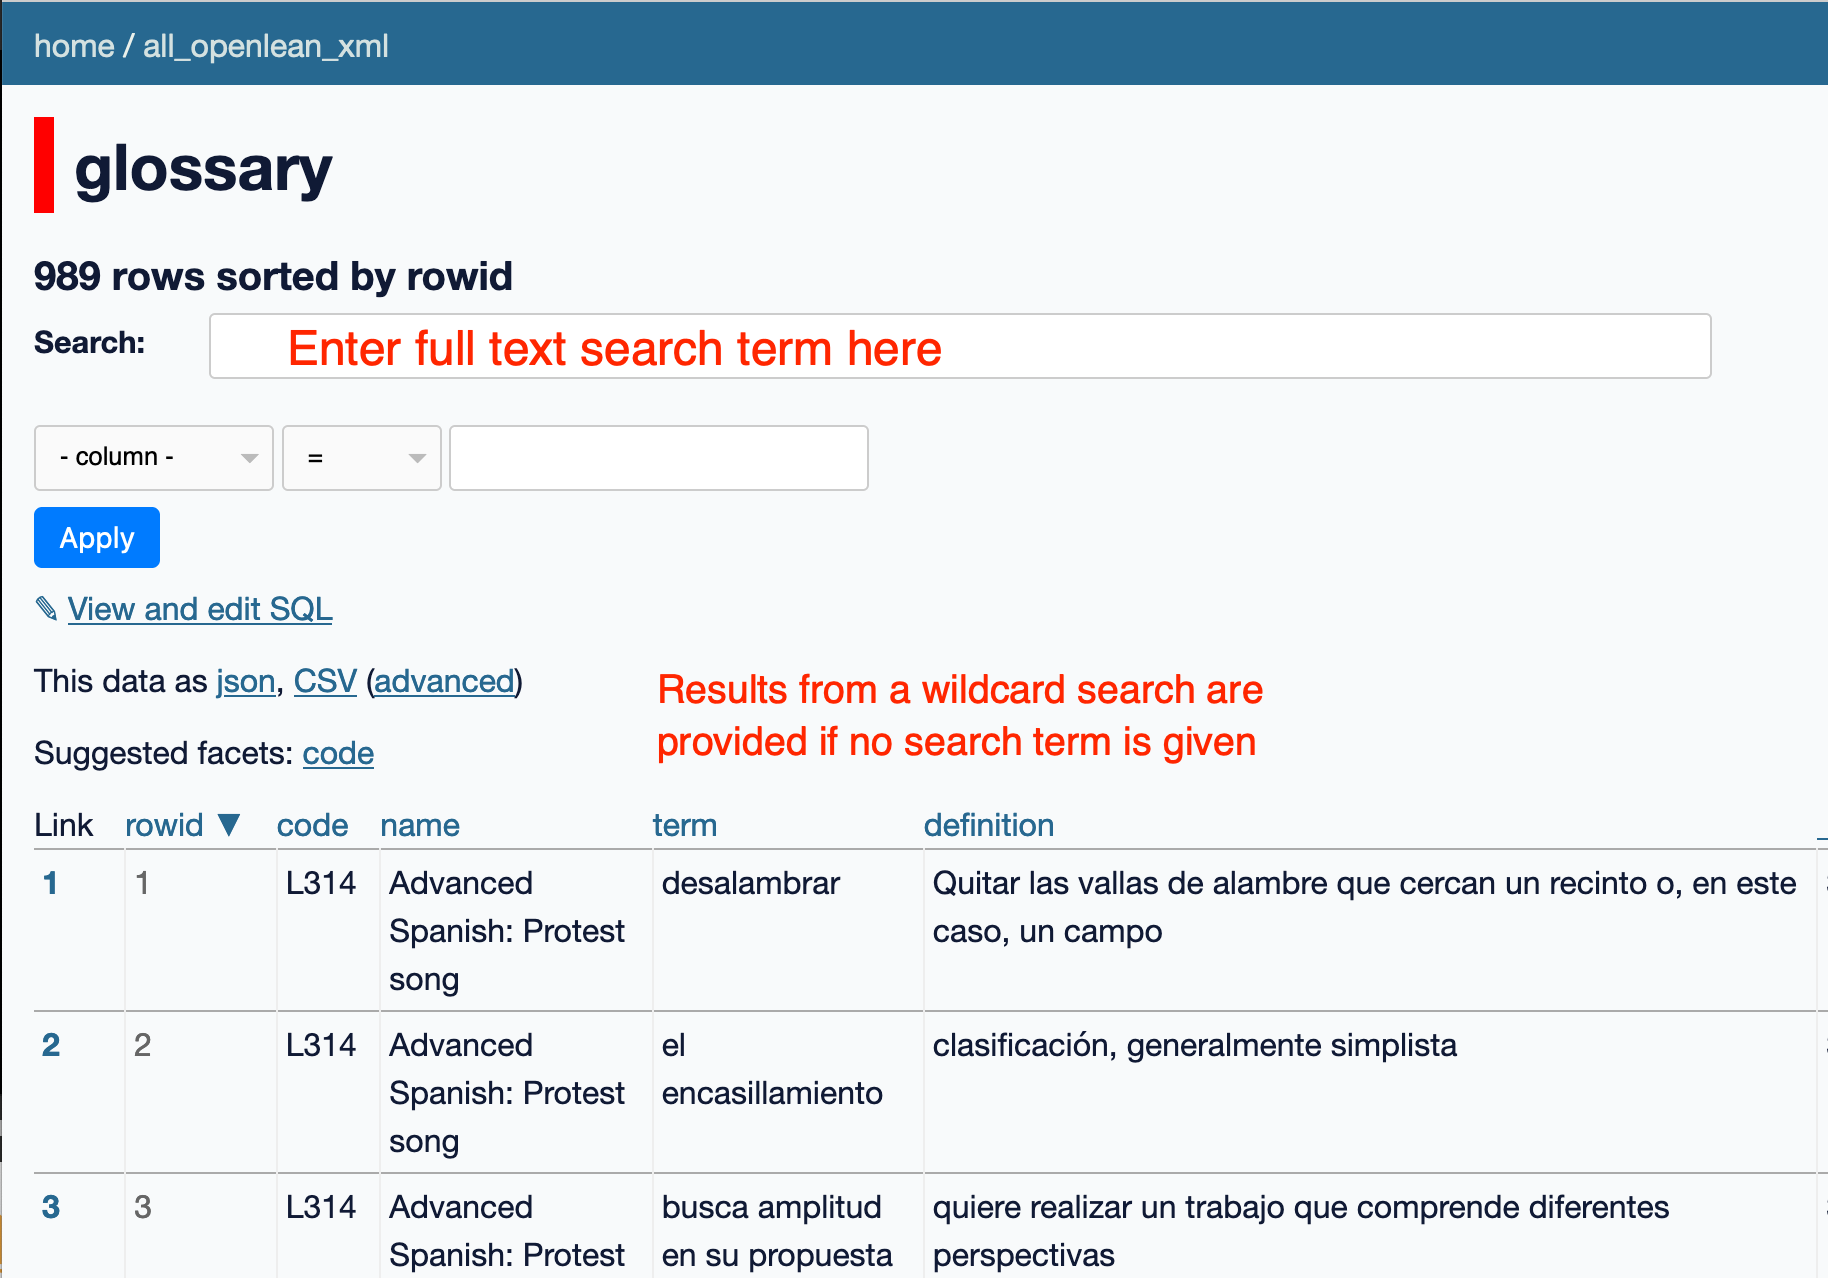 home / all_openlean_xml
glossary
989 rows sorted by rowid
Search: Enter full text search term here
- column - =
Apply
✎ View and edit SQL
This data as json, CSV (advanced)
Results from a wildcard search are
provided if no search term is given
Suggested facets: code
Link rowid ▼ code name term definition
1 1 L314 Advanced desalambrar Quitar las vallas de alambre que cercan un recinto o, en este
Spanish: Protest caso, un campo
song
2 2 L314 Advanced el clasificación, generalmente simplista
Spanish: Protest encasillamiento
song
3 3 L314 Advanced busca amplitud quiere realizar un trabajo que comprende diferentes
Spanish: Protest en su propuesta perspectivas